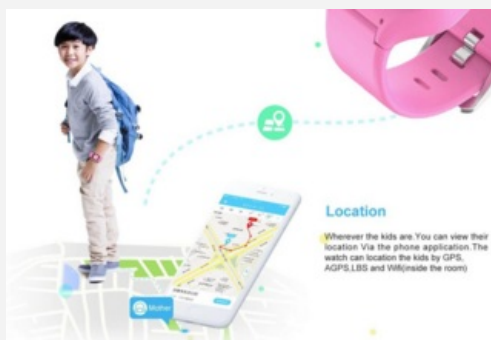 Location
Wherever the kids are.You can view their
location Via the phone application.The
watch can location the kids by GPS,
AGPS,LBS and Wifi(inside the room)
Mother